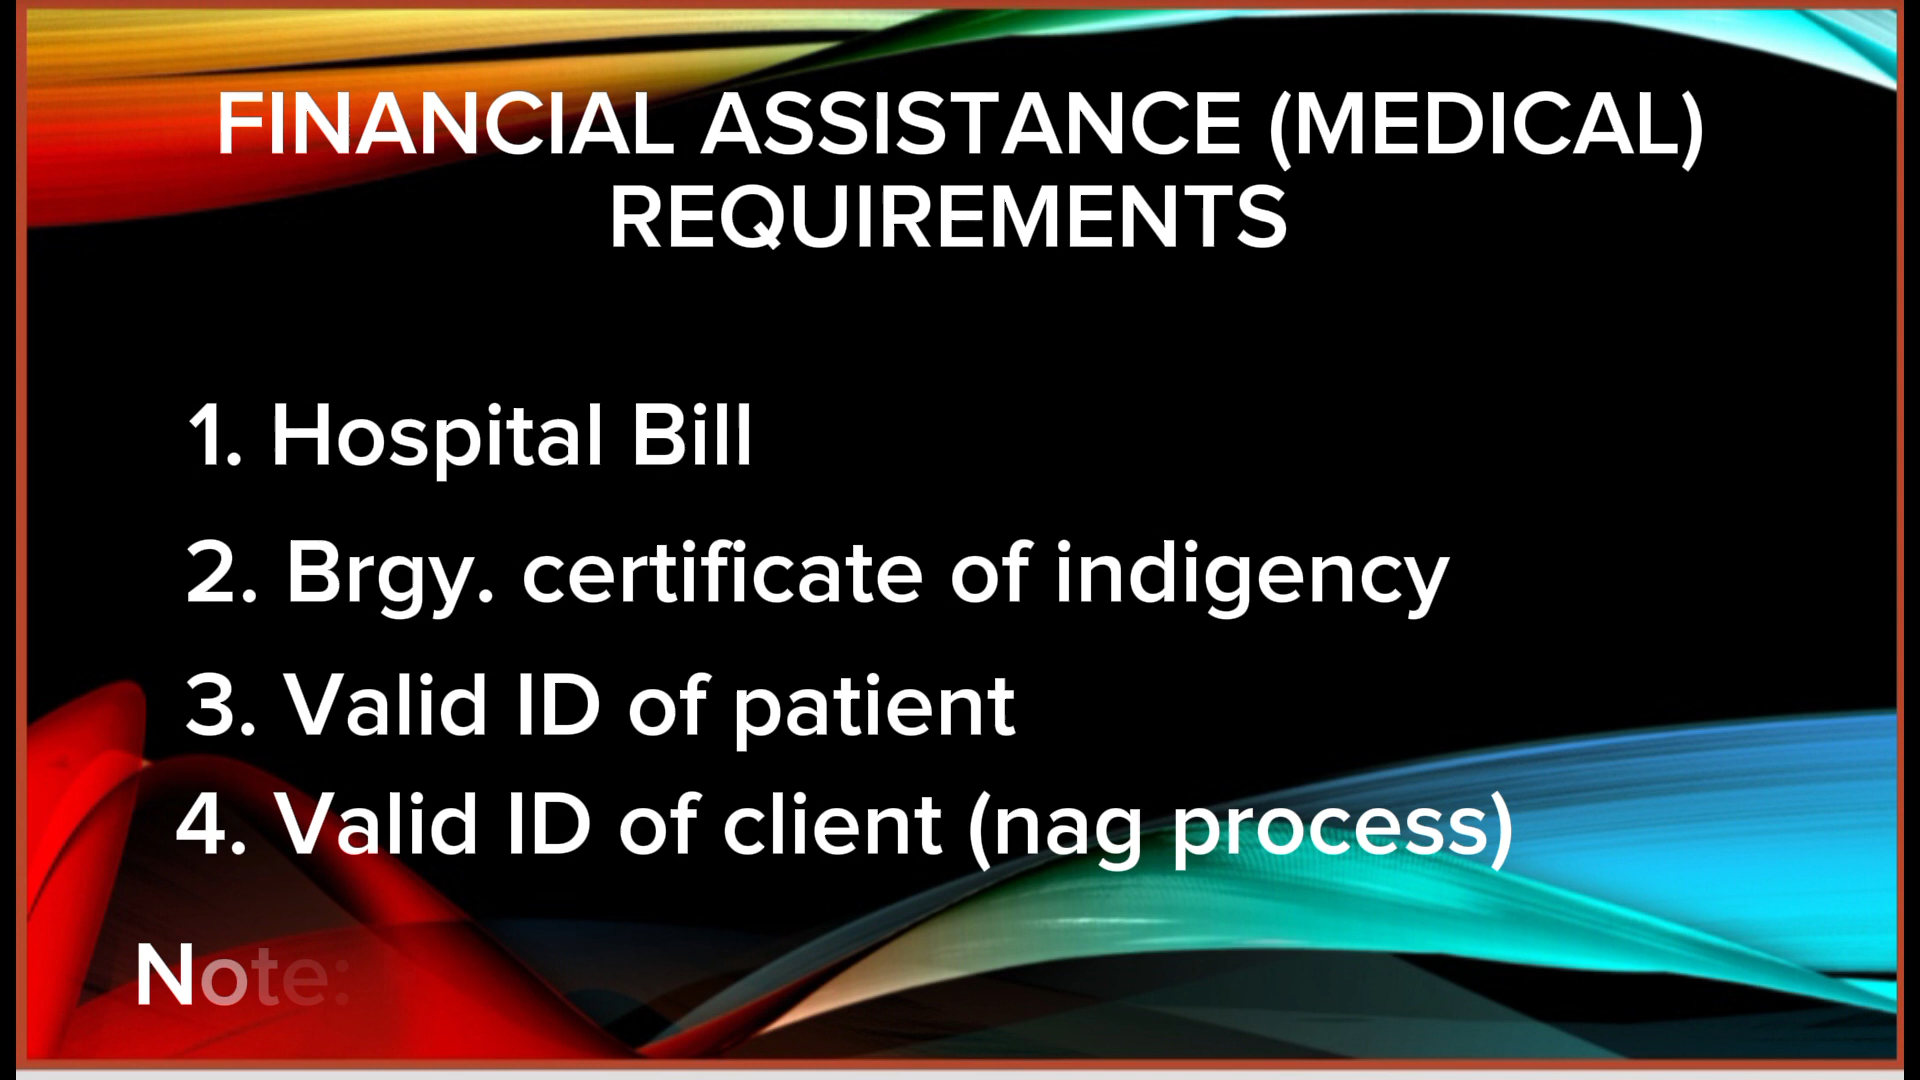 FINANCIAL ASSISTANCE (MEDICAL)
REQUIREMENTS
1. Hospital Bill
2. Brgy. certificate of indigency
3. Valid ID of patient
4. Valid ID of client (nag process)
Note: